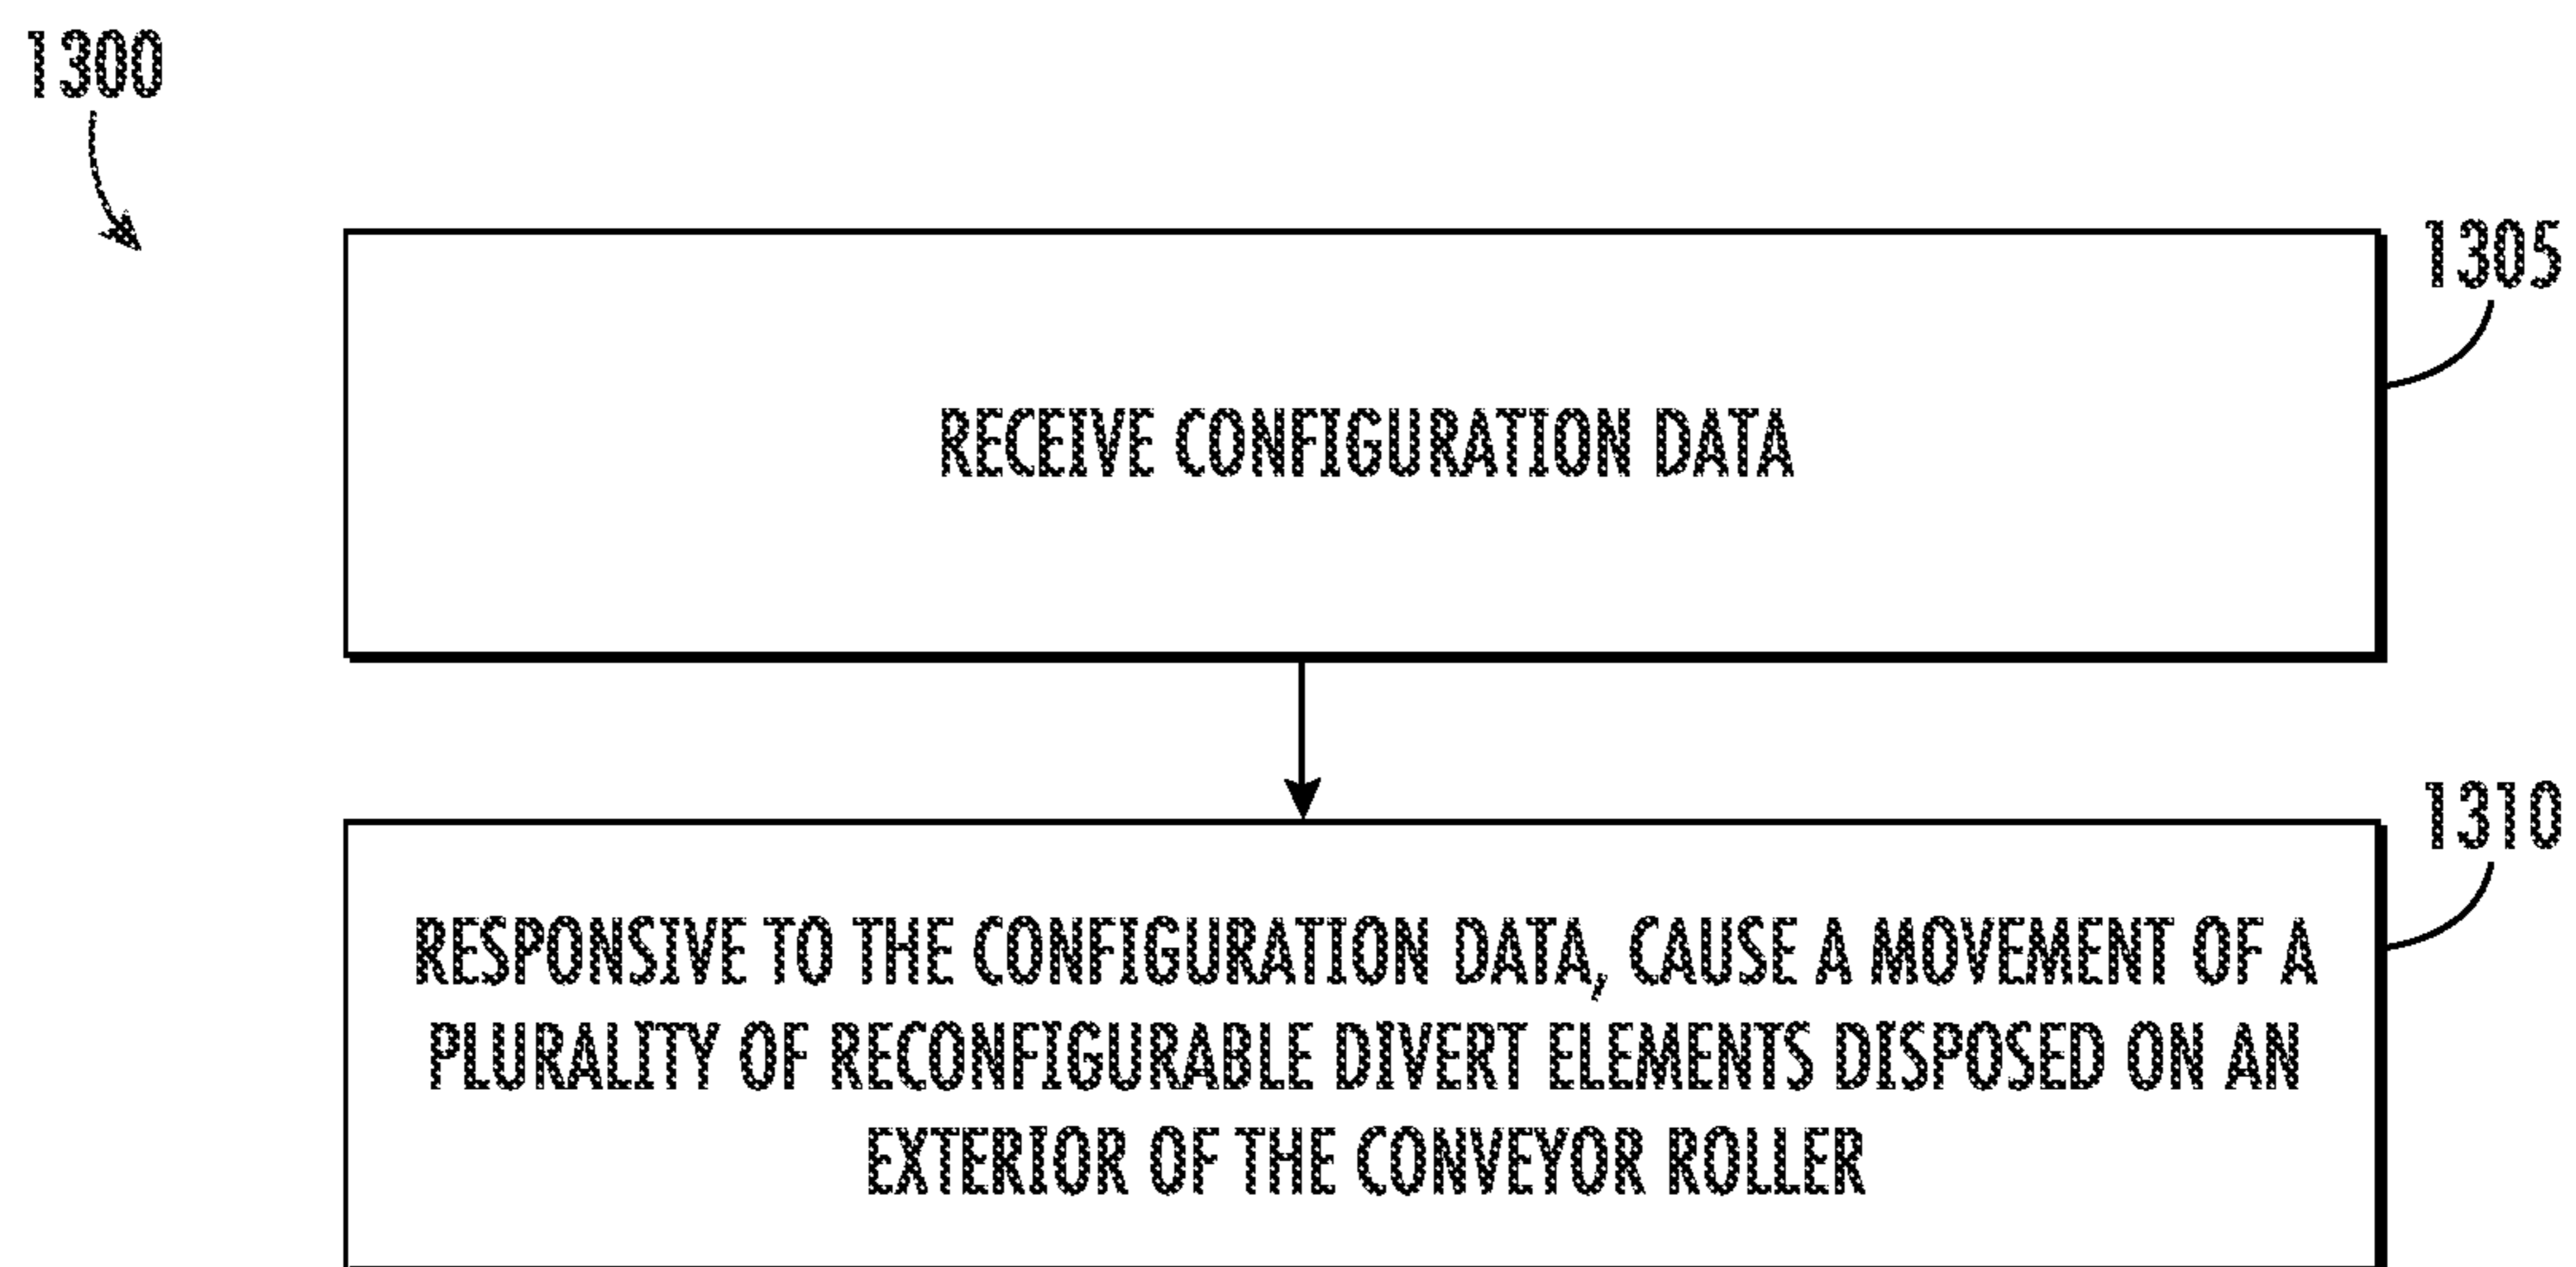 1300
1305
RECEIVE CONFIGURATION DATA
1310
RESPONSIVE TO THE CONFIGURATION DATA, CAUSE A MOVEMENT OF A
PLURALITY OF RECONFIGURABLE DIVERT ELEMENTS DISPOSED ON AN
EXTERIOR OF THE CONVEYOR ROLLER